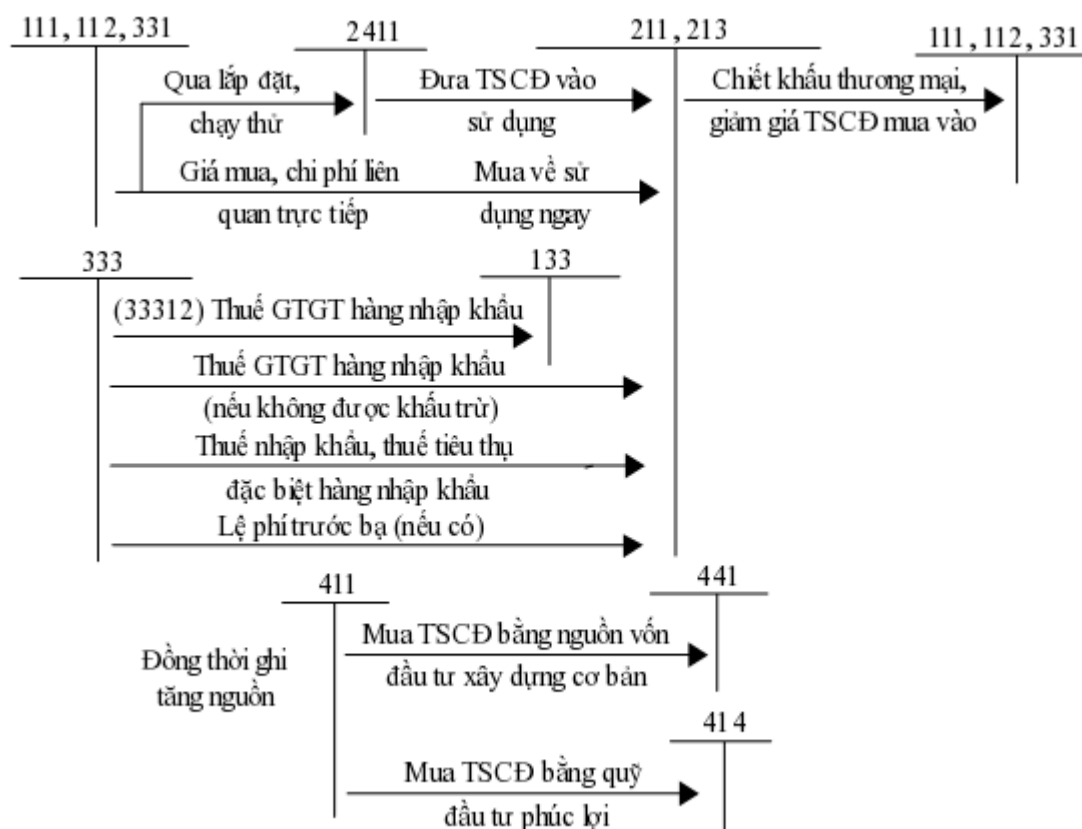 111, 112, 331
2411
211, 213
111, 112, 331
Qua lắp đặt,
chạy thử
Đưa TSCĐ vào
sử dụng
Chiết khấu thương mại,
giảm giá TSCĐ mua vào
Giá mua, chi phí liên
quan trực tiếp
Mua về sử
dụng ngay
333
133
(33312) Thuế GTGT hàng nhập khẩu
Thuế GTGT hàng nhập khẩu
(nếu không được khấu trừ)
Thuế nhập khẩu, thuế tiêu thụ
đặc biệt hàng nhập khẩu
Lệ phí trước bạ (nếu có)
411
441
Đồng thời ghi
tăng nguồn
Mua TSCĐ bằng nguồn vốn
đầu tư xây dựng cơ bản
414
Mua TSCĐ bằng quỹ
đầu tư phúc lợi